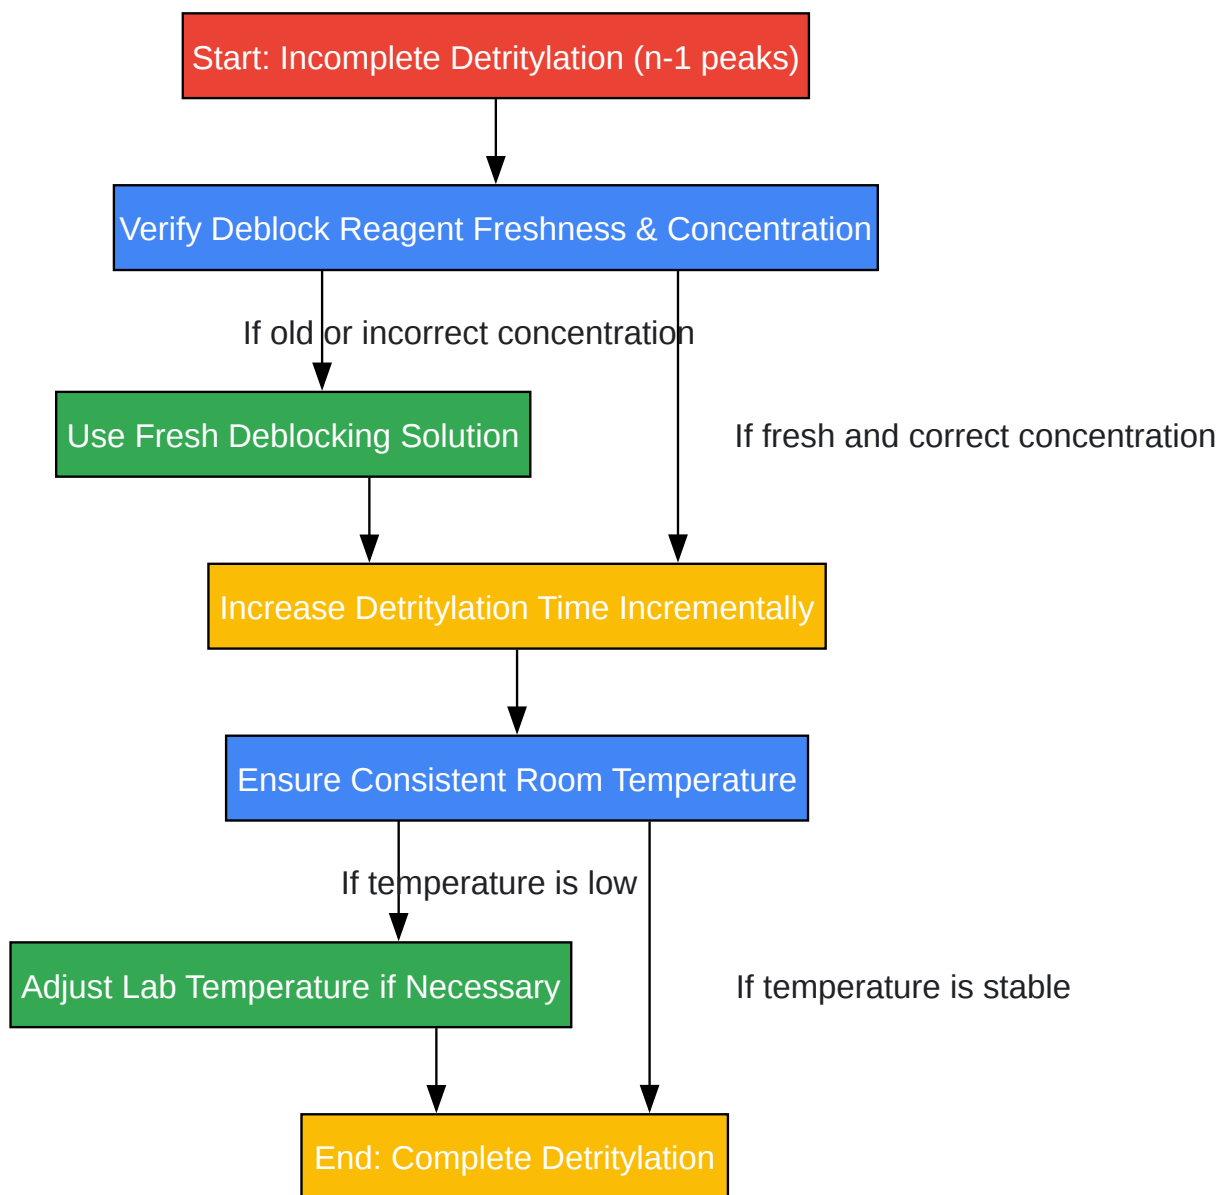 Start: Incomplete Detritylation (n-1 peaks)
Verify Deblock Reagent Freshness & Concentration
If old or incorrect concentration
Use Fresh Deblocking Solution
If fresh and correct concentration
Increase Detritylation Time Incrementally
Ensure Consistent Room Temperature
If temperature is low
Adjust Lab Temperature if Necessary
If temperature is stable
End: Complete Detritylation